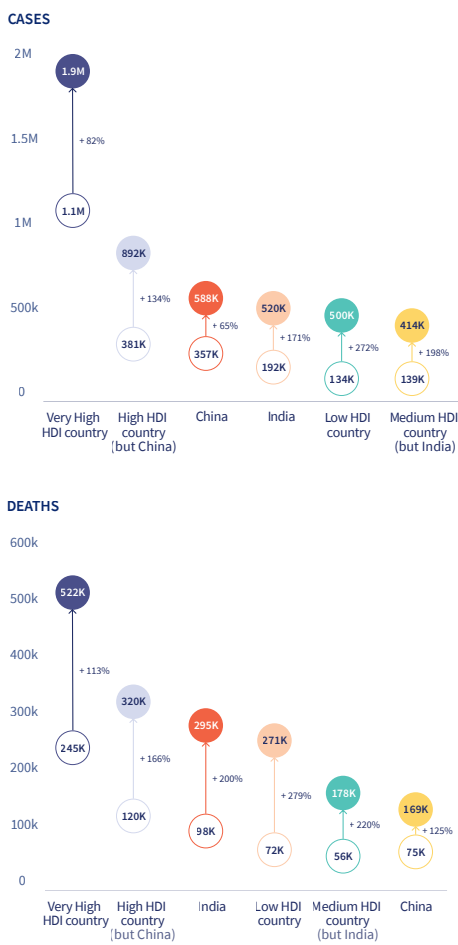 CASES
2M
1.9M
1.5M
+ 82%
1.1M
1M
892K
588K
520K
500K
414K
500k
+ 134%
+ 65%
+ 171%
+ 272%
+ 198%
381K
357K
192K
134K
139K
0
Very High
HDI country
High HDI
country
(but China)
China
India
Low HDI
country
Medium HDI
country
(but India)
DEATHS
600k
522K
500k
400k
+ 113%
320K
300k
295K
271K
245K
200k
+ 166%
+ 200%
+ 279%
178K
169K
120K
100k
98K
+ 220%
+ 125%
72K
56K
75K
0
Very High
HDI country
High HDI
country
(but China)
India
Low HDI
country
Medium HDI
country
(but India)
China